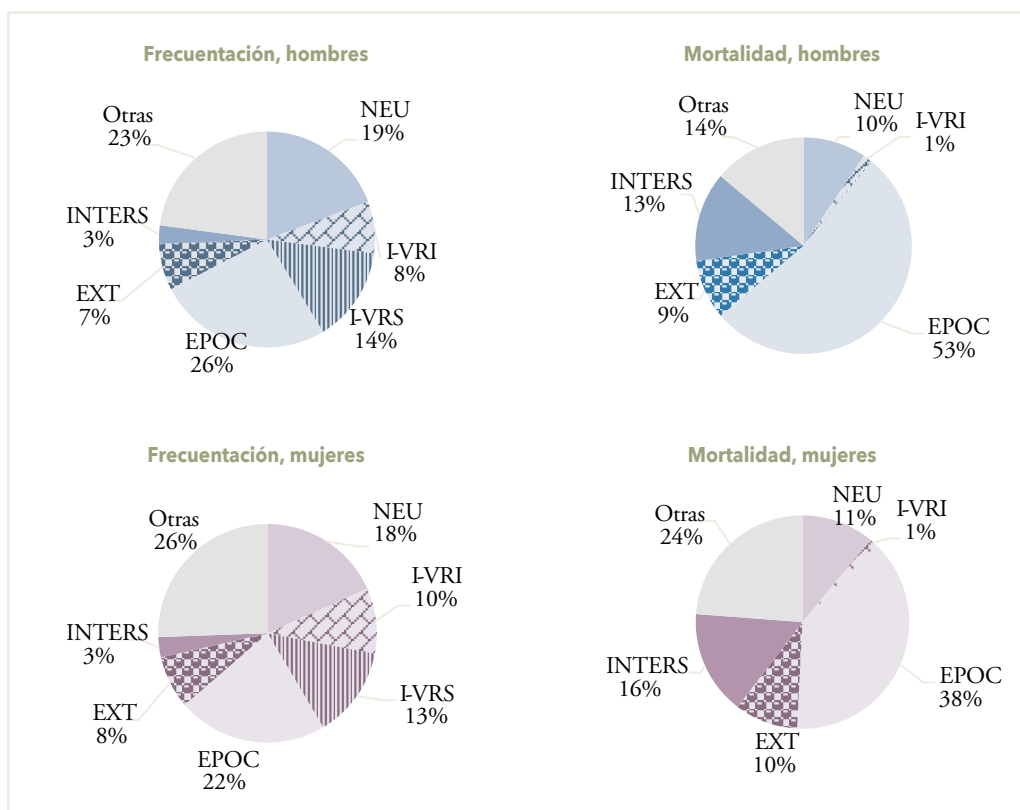 Frecuentación, hombres
Otras
23%
NEU
19%
INTERS
3%
I-VRI
8%
EXT
7%
I-VRS
14%
EPOC
26%
Mortalidad, hombres
Otras
14%
NEU
10%
I-VRI
1%
INTERS
13%
EXT
9%
EPOC
53%
Frecuentación, mujeres
Otras
26%
NEU
18%
I-VRI
10%
INTERS
3%
I-VRS
13%
EXT
8%
EPOC
22%
Mortalidad, mujeres
Otras
24%
NEU
11%
I-VRI
1%
INTERS
16%
EPOC
38%
EXT
10%